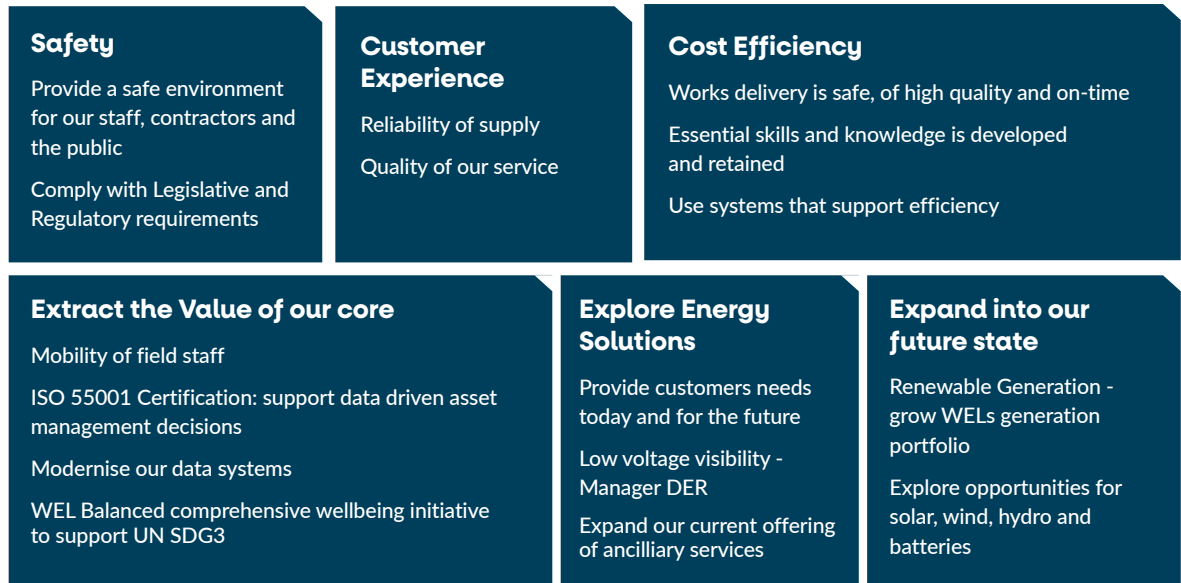 Safety
Provide a safe environment
for our staff, contractors and
the public
Comply with Legislative and
Regulatory requirements
Customer
Experience
Reliability of supply
Quality of our service
Cost Efficiency
Works delivery is safe, of high quality and on-time
Essential skills and knowledge is developed
and retained
Use systems that support efficiency
Extract the Value of our core
Mobility of field staff
ISO 55001 Certification: support data driven asset
management decisions
Modernise our data systems
WEL Balanced comprehensive wellbeing initiative
to support UN SDG3
Explore Energy
Solutions
Provide customers needs
today and for the future
Low voltage visibility -
Manager DER
Expand our current offering
of ancilliary services
Expand into our
future state
Renewable Generation -
grow WELs generation
portfolio
Explore opportunities for
solar, wind, hydro and
batteries